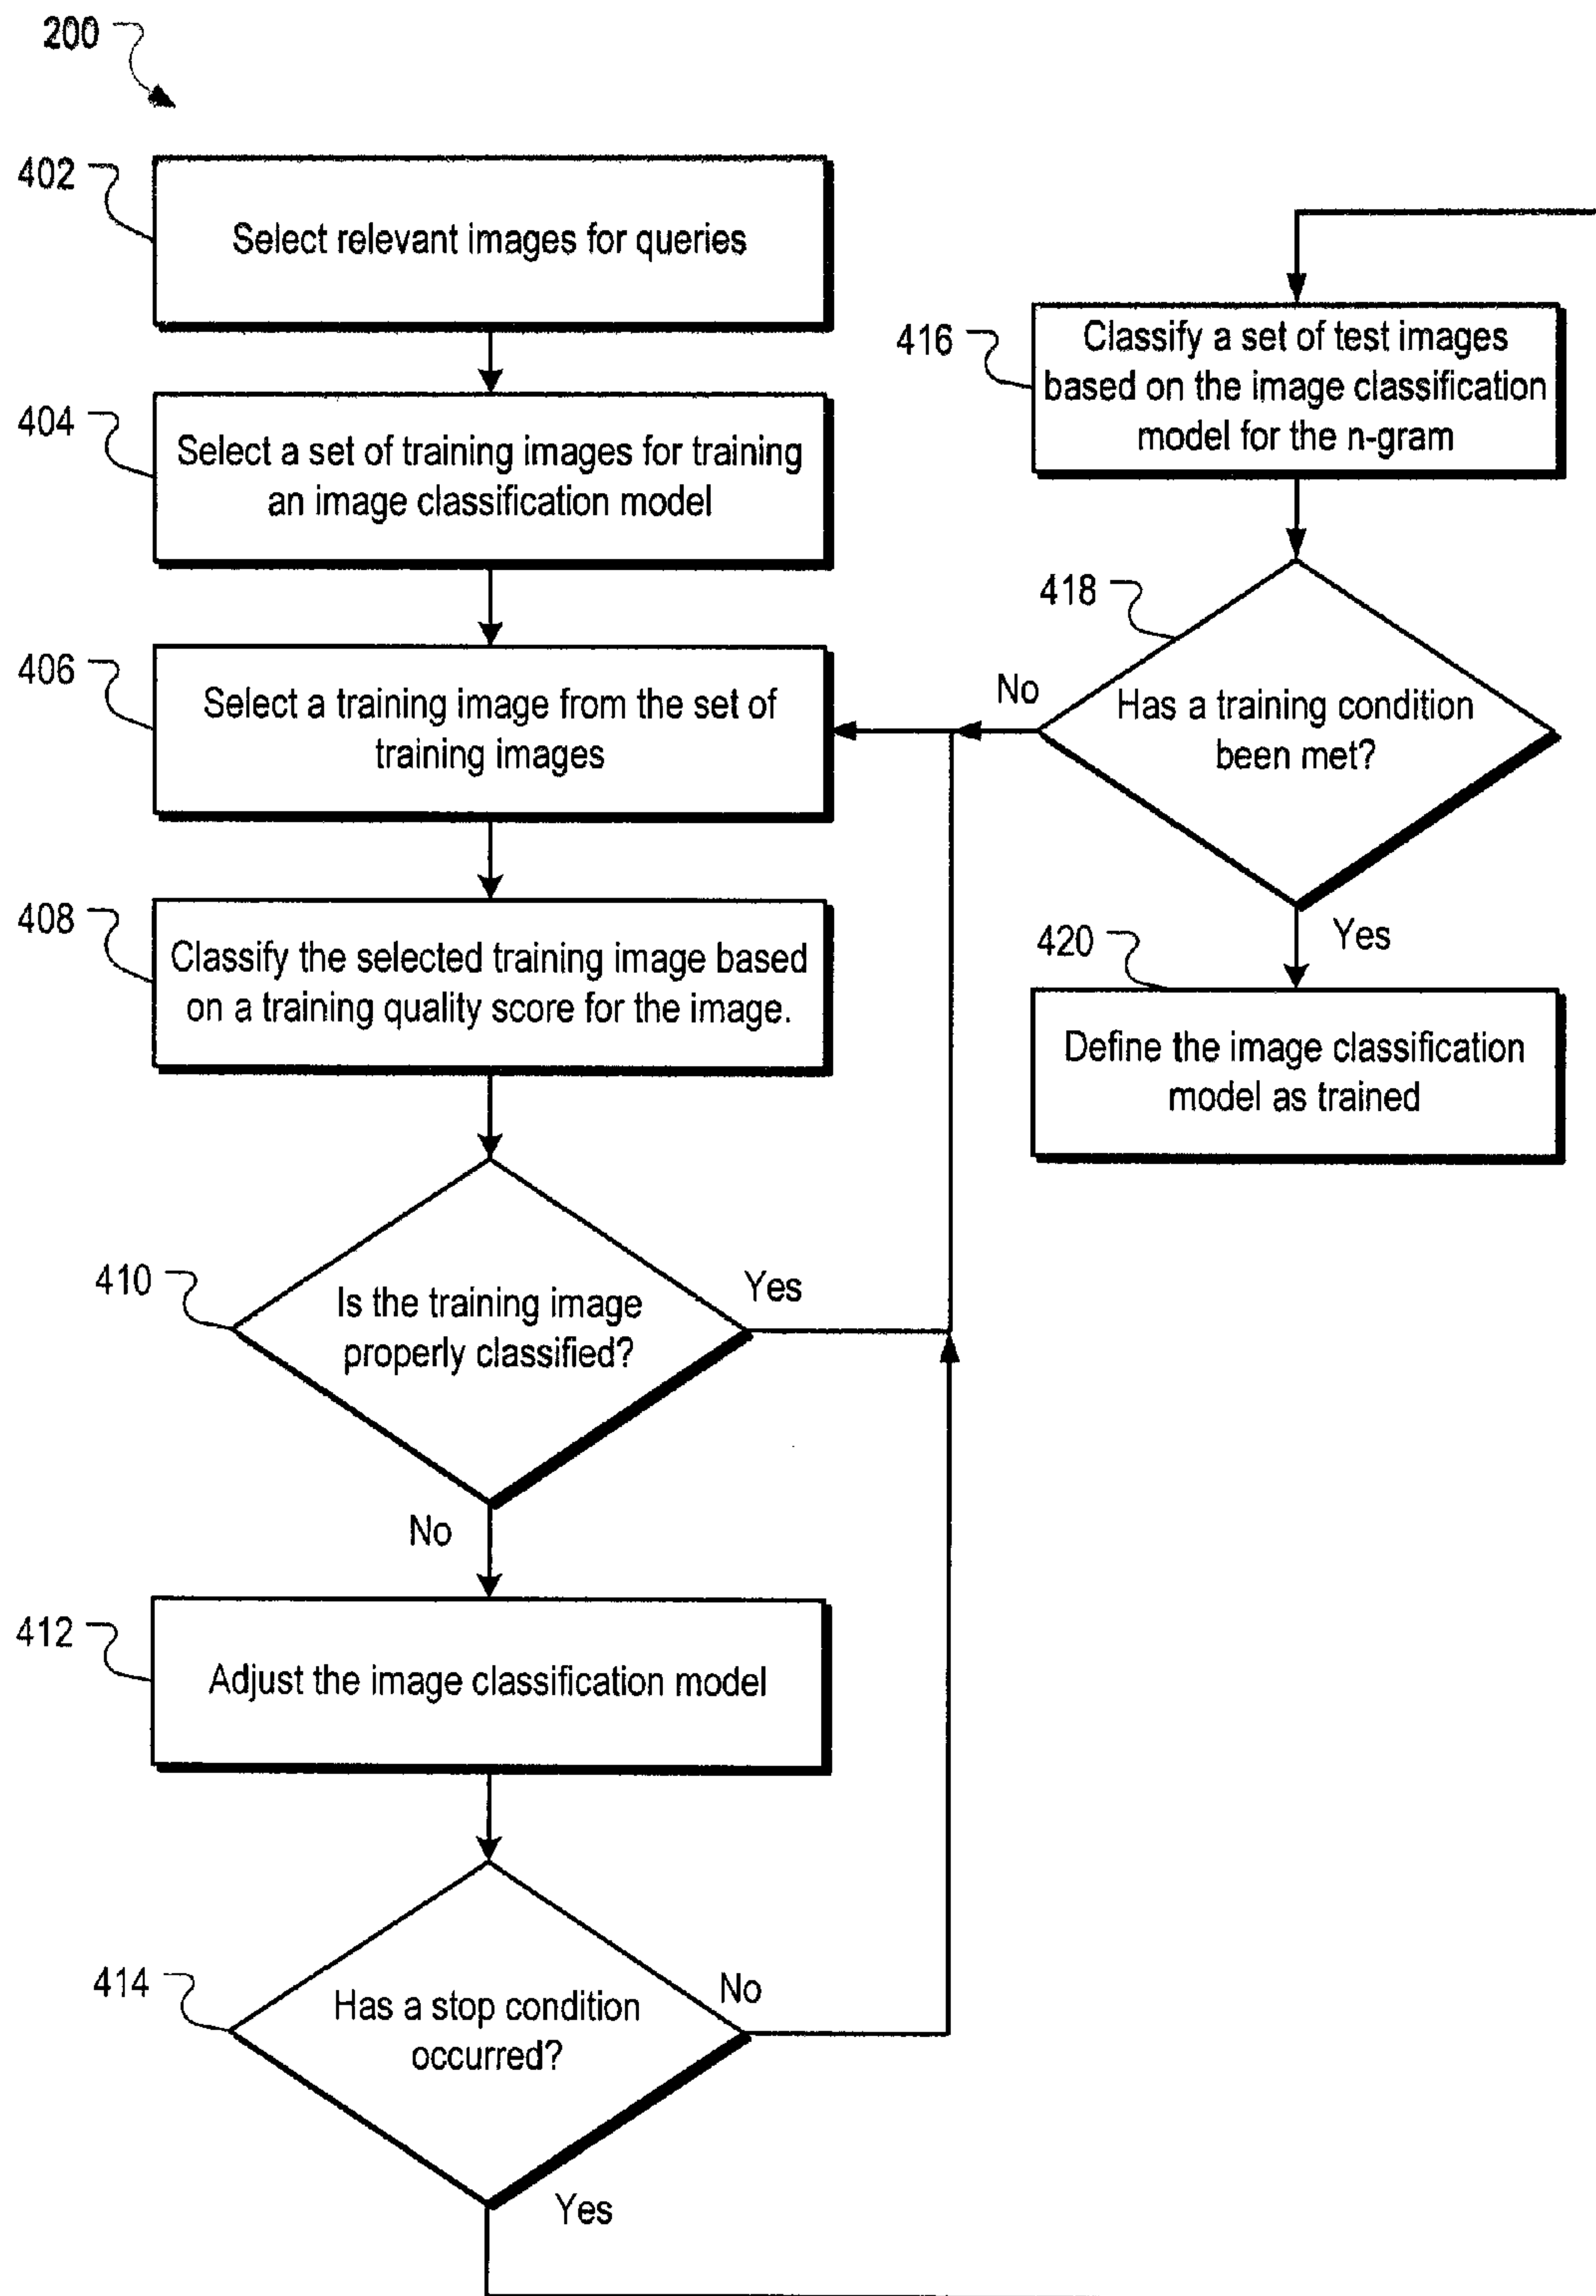 200
402
Select relevant images for queries
404
Select a set of training images for training
an image classification model
406
Select a training image from the set of
training images
408
Classify the selected training image based
on a training quality score for the image.
410
Is the training image
properly classified?
Yes
No
412
Adjust the image classification model
414
Has a stop condition
occurred?
No
Yes
416
Classify a set of test images
based on the image classification
model for the n-gram
418
Has a training condition
been met?
No
Yes
420
Define the image classification
model as trained